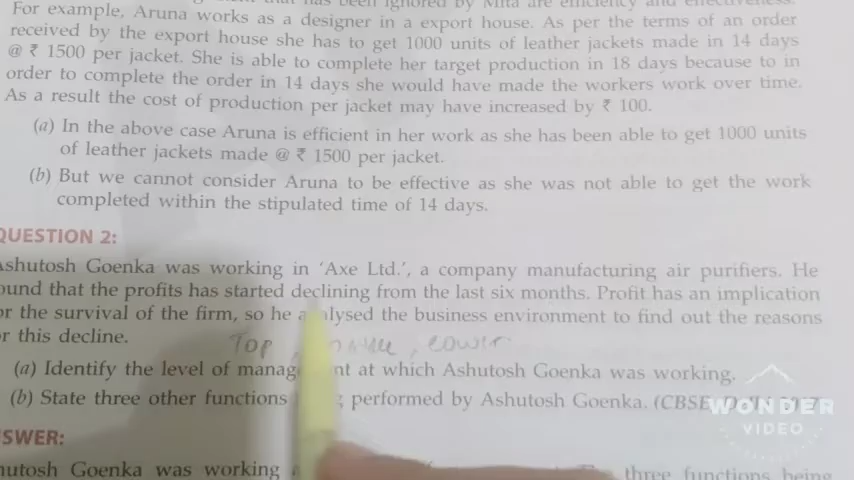 been ignored by Mita are efficiency and effectiveness.
For example, Aruna works as a designer in a export house. As per the terms of an order
received by the export house she has to get 1000 units of leather jackets made in 14 days
@ ₹ 1500 per jacket. She is able to complete her target production in 18 days because to in
order to complete the order in 14 days she would have made the workers work over time.
As a result the cost of production per jacket may have increased by ₹ 100.
(a) In the above case Aruna is efficient in her work as she has been able to get 1000 units
of leather jackets made @ ₹ 1500 per jacket.
(b) But we cannot consider Aruna to be effective as she was not able to get the work
completed within the stipulated time of 14 days.
QUESTION 2:
Ashutosh Goenka was working in 'Axe Ltd.', a company manufacturing air purifiers. He
ound that the profits has started declining from the last six months. Profit has an implication
or the survival of the firm, so he analysed the business environment to find out the reasons
r this decline.
Top
(a) Identify the level of management at which Ashutosh Goenka was working.
(b) State three other functions performed by Ashutosh Goenka. (CBSE
WONDER
VIDEO
SWER:
hutosh Goenka was working
three functions being